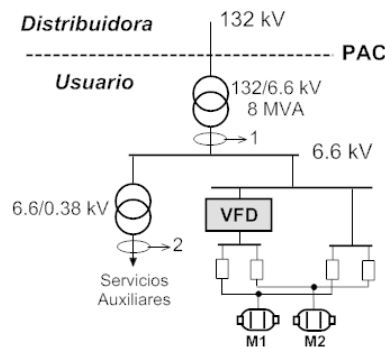 Distribuidora
132 kV
PAC
Usuario
132/6.6 kV
8 MVA
1
6.6 kV
6.6/0.38 kV
VFD
2
Servicios
Auxiliares
M1
M2